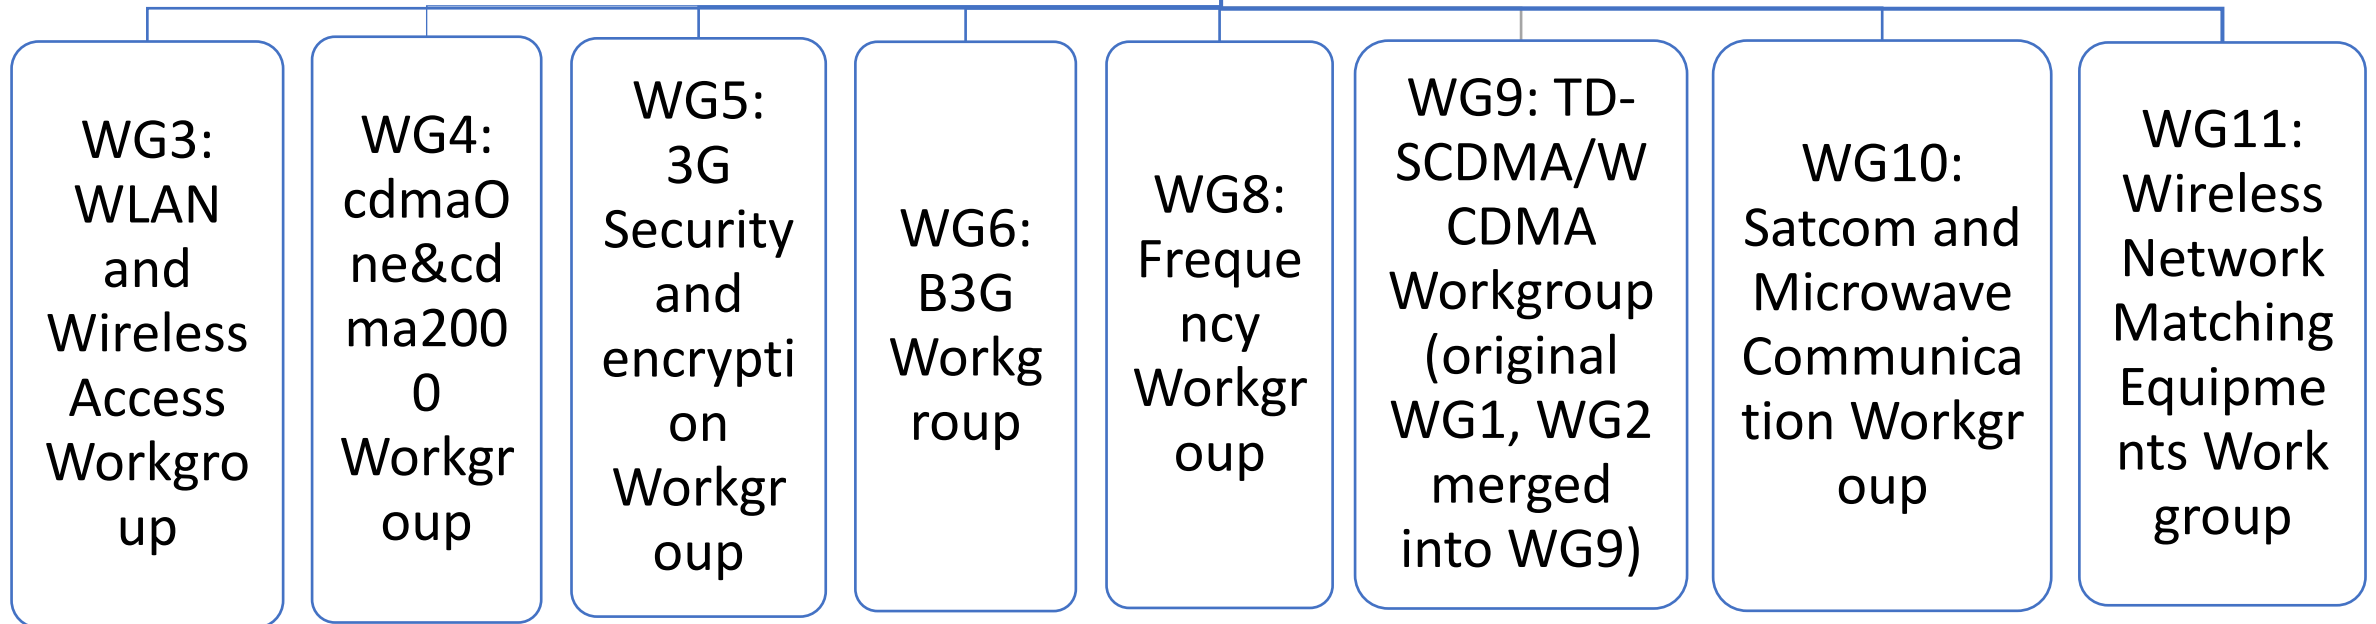 WG3:
WLAN
and
Wireless
Access
Workgro
up
WG4:
cdmaO
ne&cd
ma200
0
Workgr
oup
WG5:
3G
Security
and
encrypti
on
Workgr
oup
WG6:
B3G
Workg
roup
WG8:
Freque
ncy
Workgr
oup
WG9: TD-
SCDMA/W
CDMA
Workgroup
(original
WG1, WG2
merged
into WG9)
WG10:
Satcom and
Microwave
Communica
tion Workgr
oup
WG11:
Wireless
Network
Matching
Equipme
nts Work
group